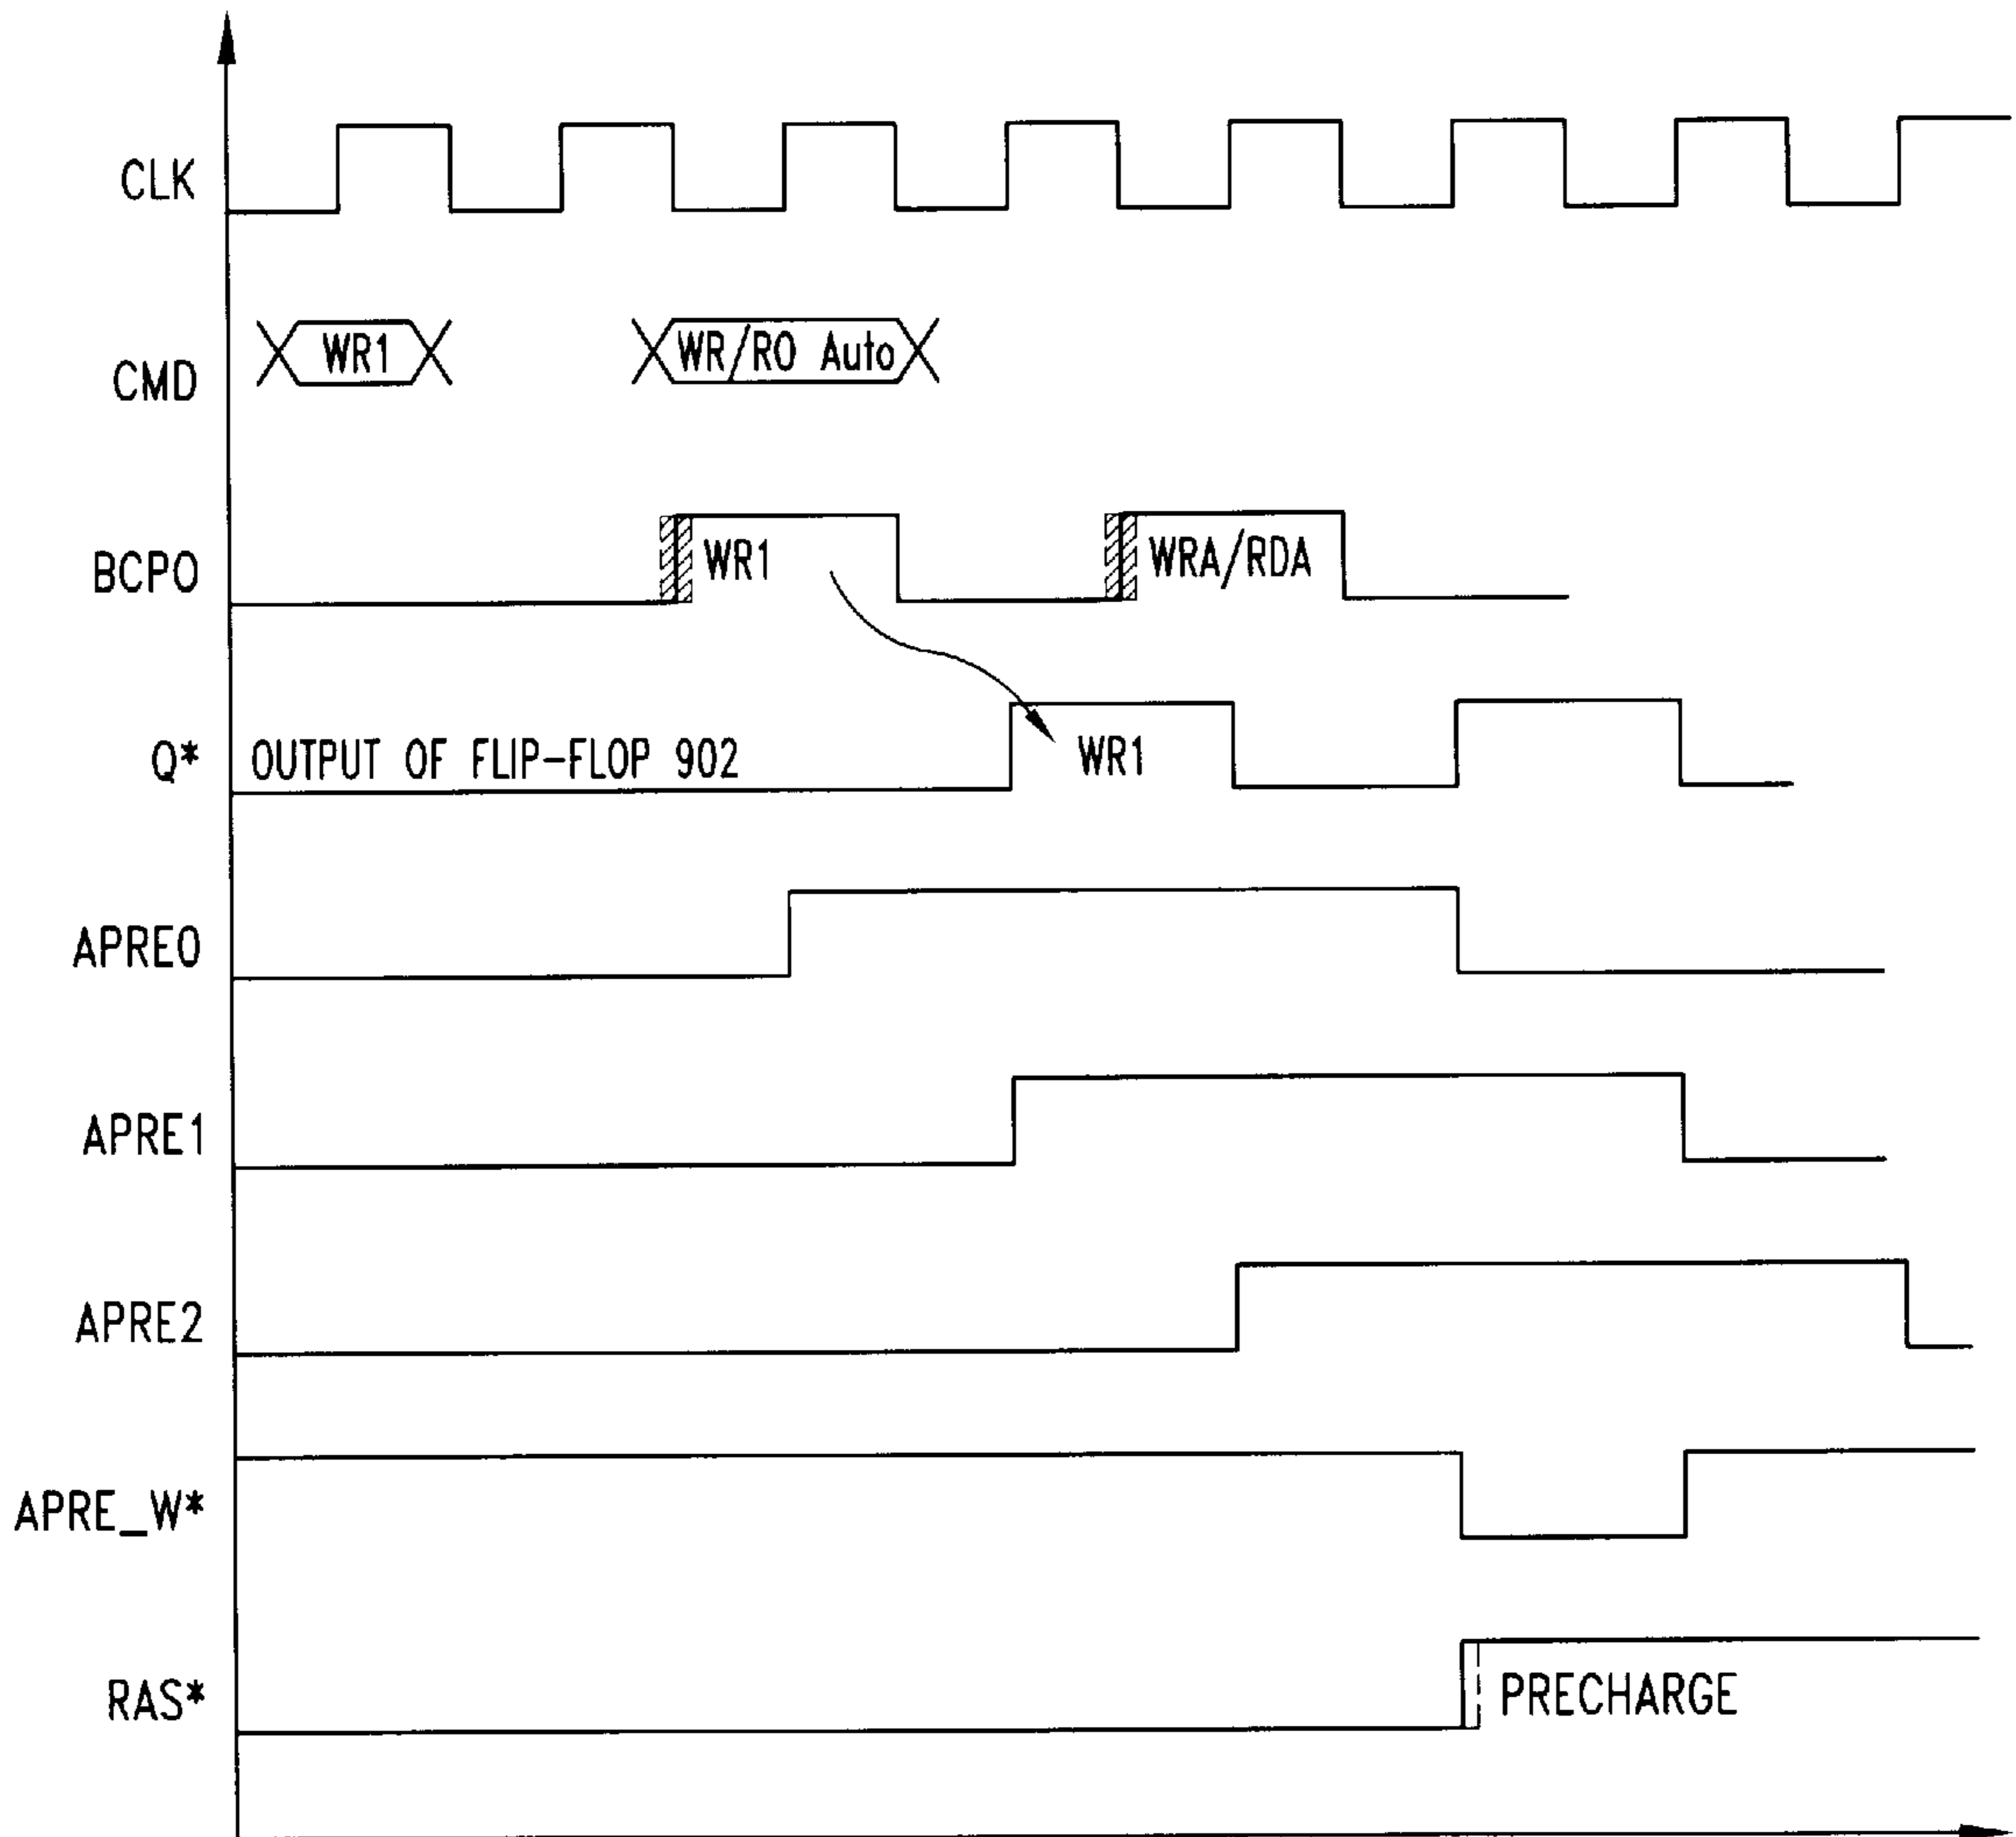 CLK
CMD
WR1
WR/RO Auto
BCPO
WR1
WRA/RDA
Q*
OUTPUT OF FLIP-FLOP 902
WR1
APRE0
APRE1
APRE2
APRE_W*
RAS*
PRECHARGE